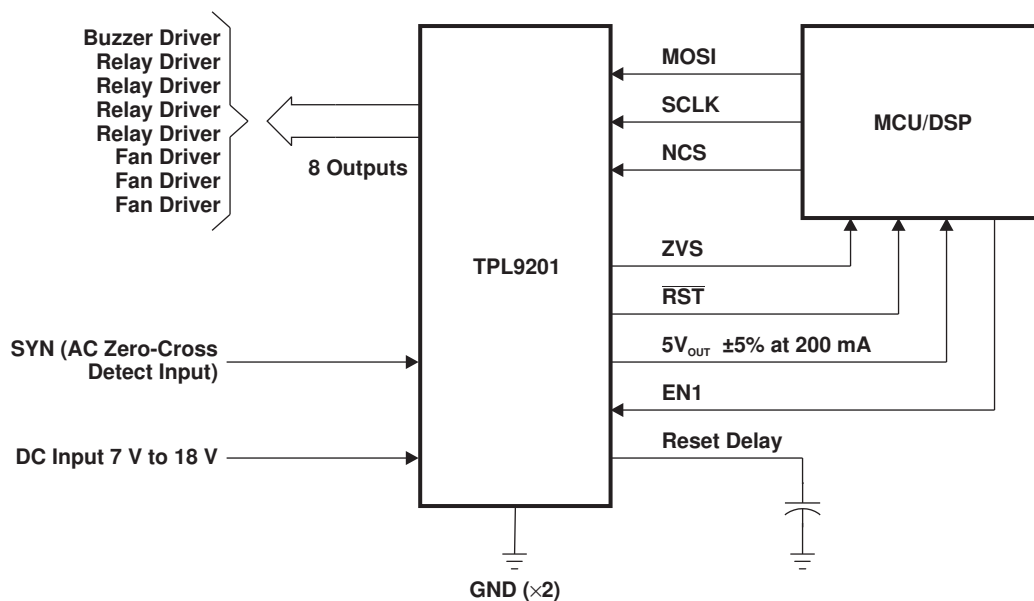 Buzzer Driver
Relay Driver
Relay Driver
Relay Driver
Relay Driver
Fan Driver
Fan Driver
Fan Driver
8 Outputs
SYN (AC Zero-Cross
Detect Input)
DC Input 7 V to 18 V
TPL9201
GND (×2)
MOSI
SCLK
NCS
ZVS
R̅S̅T̅
5VOUT ±5% at 200 mA
EN1
Reset Delay
MCU/DSP